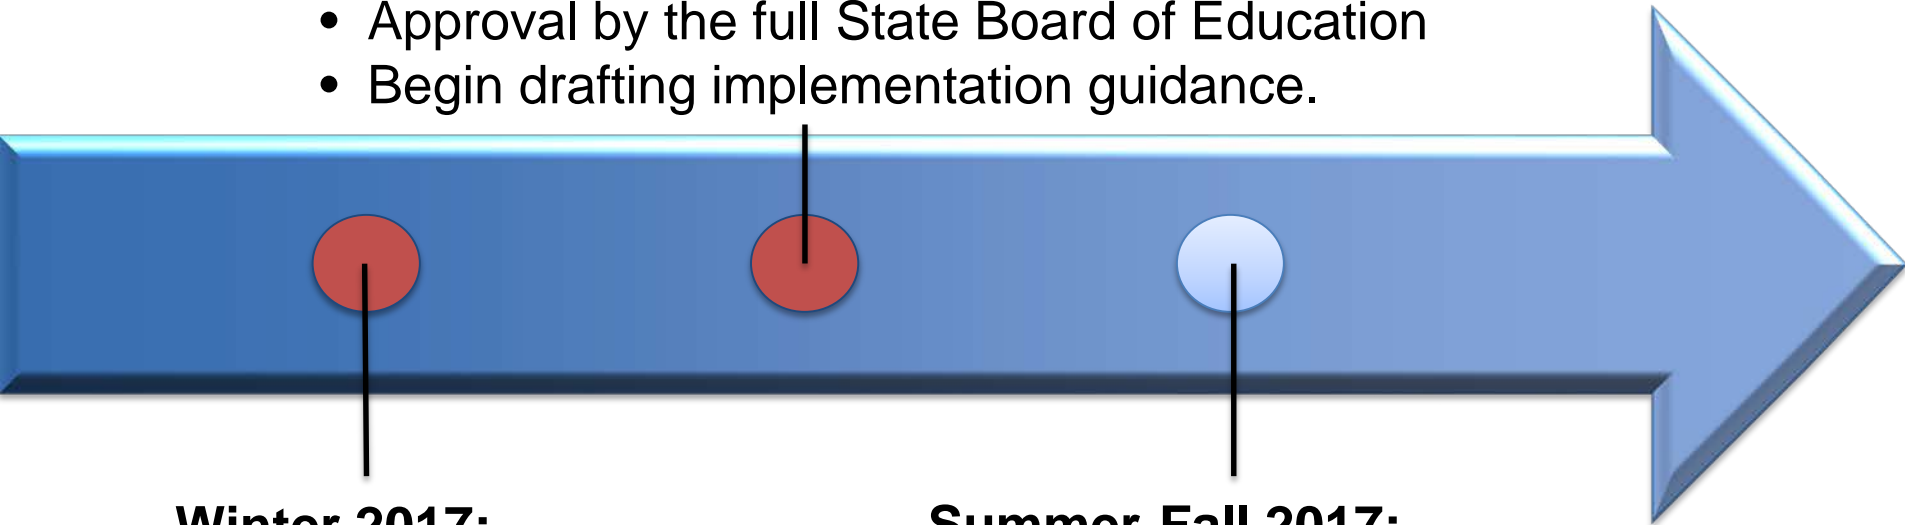 • Approval by the full State Board of Education
• Begin drafting implementation guidance.
Winter 2017:
Summer-Fall 2017: